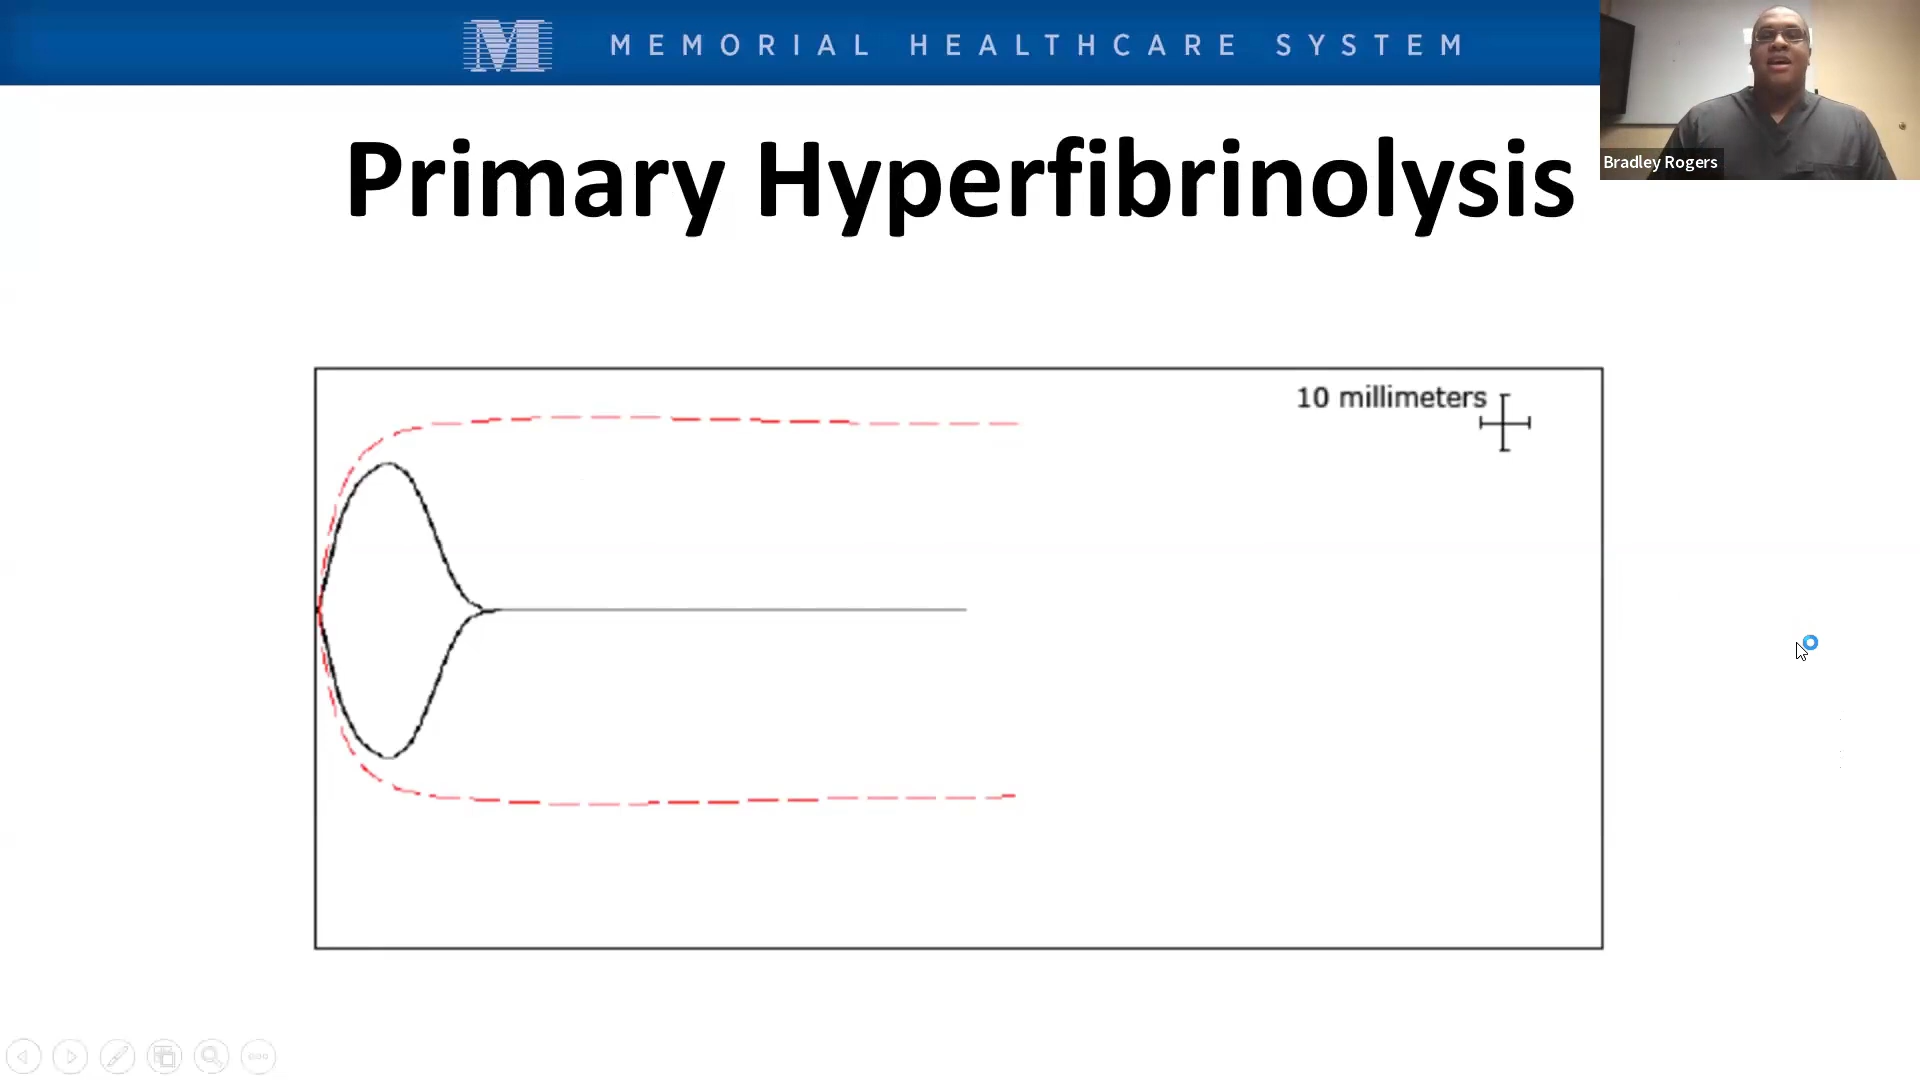 MEMORIAL HEALTHCARE SYSTEM
Bradley Rogers
Primary Hyperfibrinolysis
10 millimeters